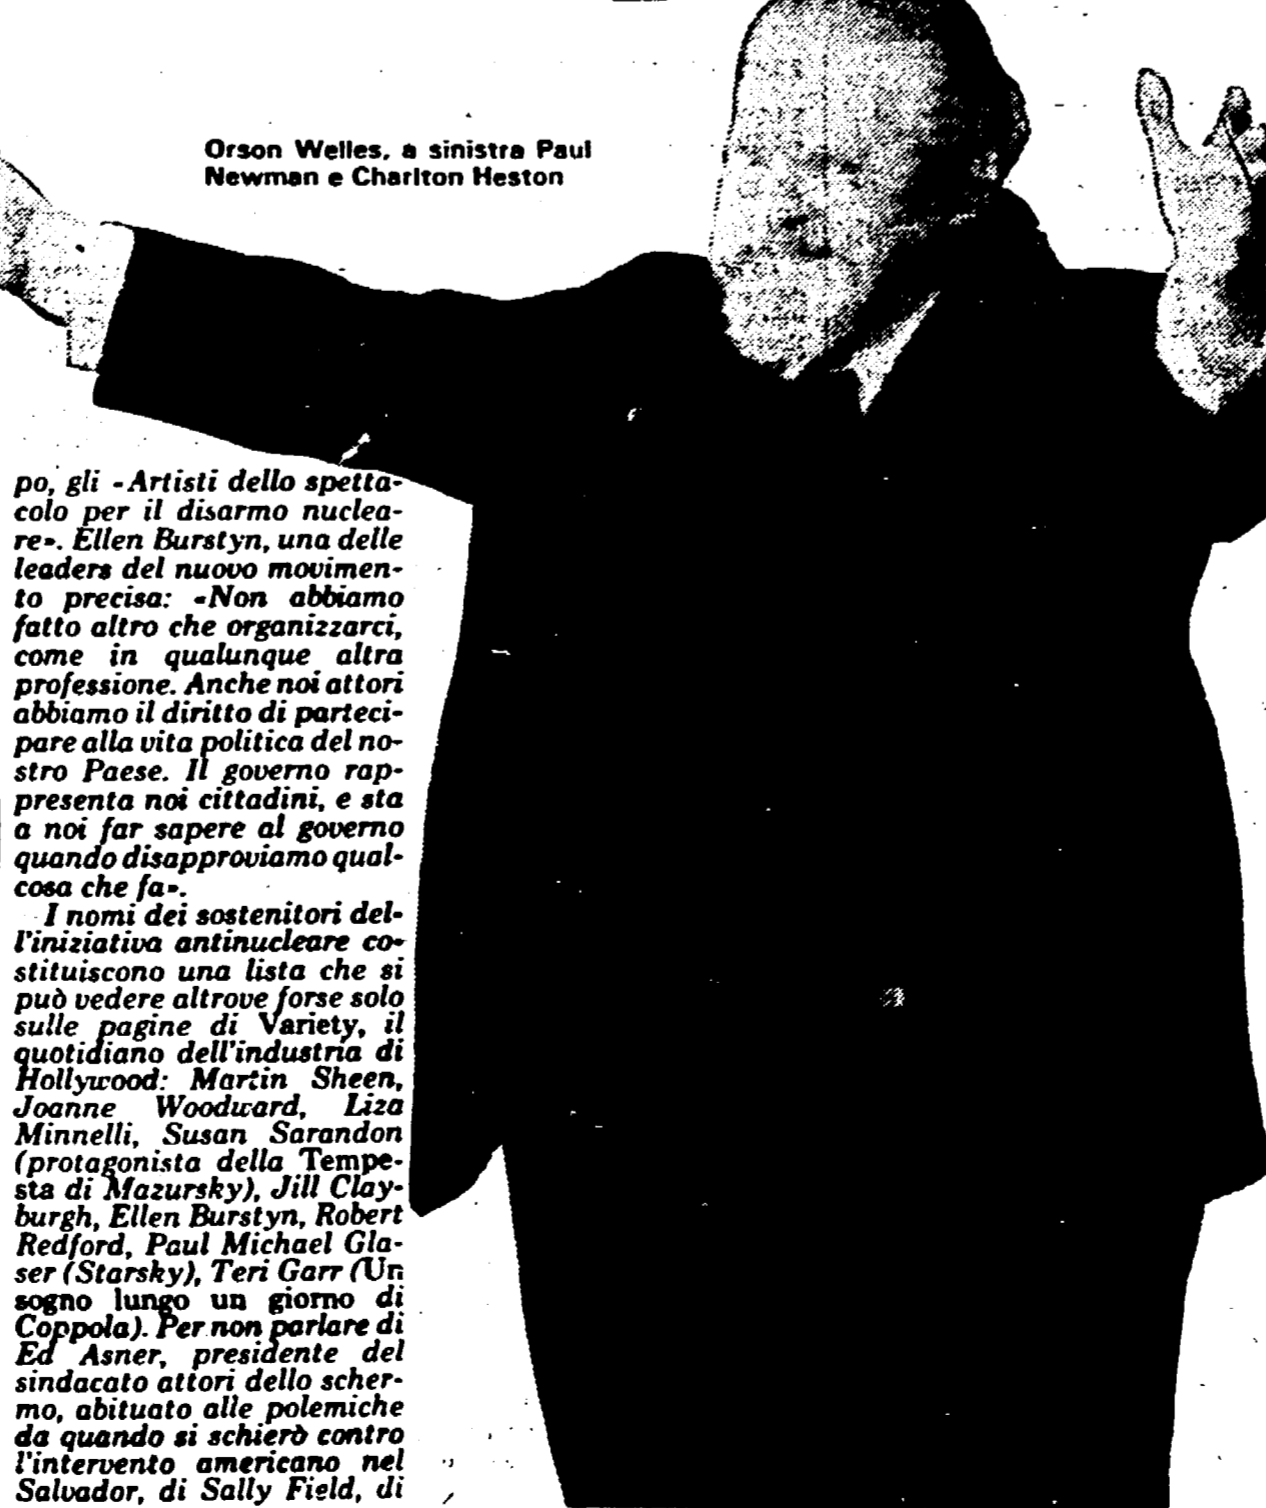 Orson Welles, a sinistra Paul
Newman e Charlton Heston
po, gli «Artisti dello spetta-
colo per il disarmo nuclea-
re». Ellen Burstyn, una delle
leaders del nuovo movimen-
to precisa: «Non abbiamo
fatto altro che organizzarci,
come in qualunque altra
professione. Anche noi attori
abbiamo il diritto di parteci-
pare alla vita politica del no-
stro Paese. Il governo rap-
presenta noi cittadini, e sta
a noi far sapere al governo
quando disapproviamo qual-
cosa che fa».
I nomi dei sostenitori del-
l'iniziativa antinucleare co-
stituiscono una lista che si
può vedere altrove forse solo
sulle pagine di Variety, il
quotidiano dell'industria di
Hollywood: Martin Sheen,
Joanne Woodward, Liza
Minnelli, Susan Sarandon
(protagonista della Tempe-
sta di Mazursky), Jill Clay-
burgh, Ellen Burstyn, Robert
Redford, Paul Michael Gla-
ser (Starsky), Teri Garr (Un
sogno lungo un giorno di
Coppola). Per non parlare di
Ed Asner, presidente del
sindacato attori dello scher-
mo, abituato alle polemiche
da quando si schierò contro
l'intervento americano nel
Salvador, di Sally Field, di